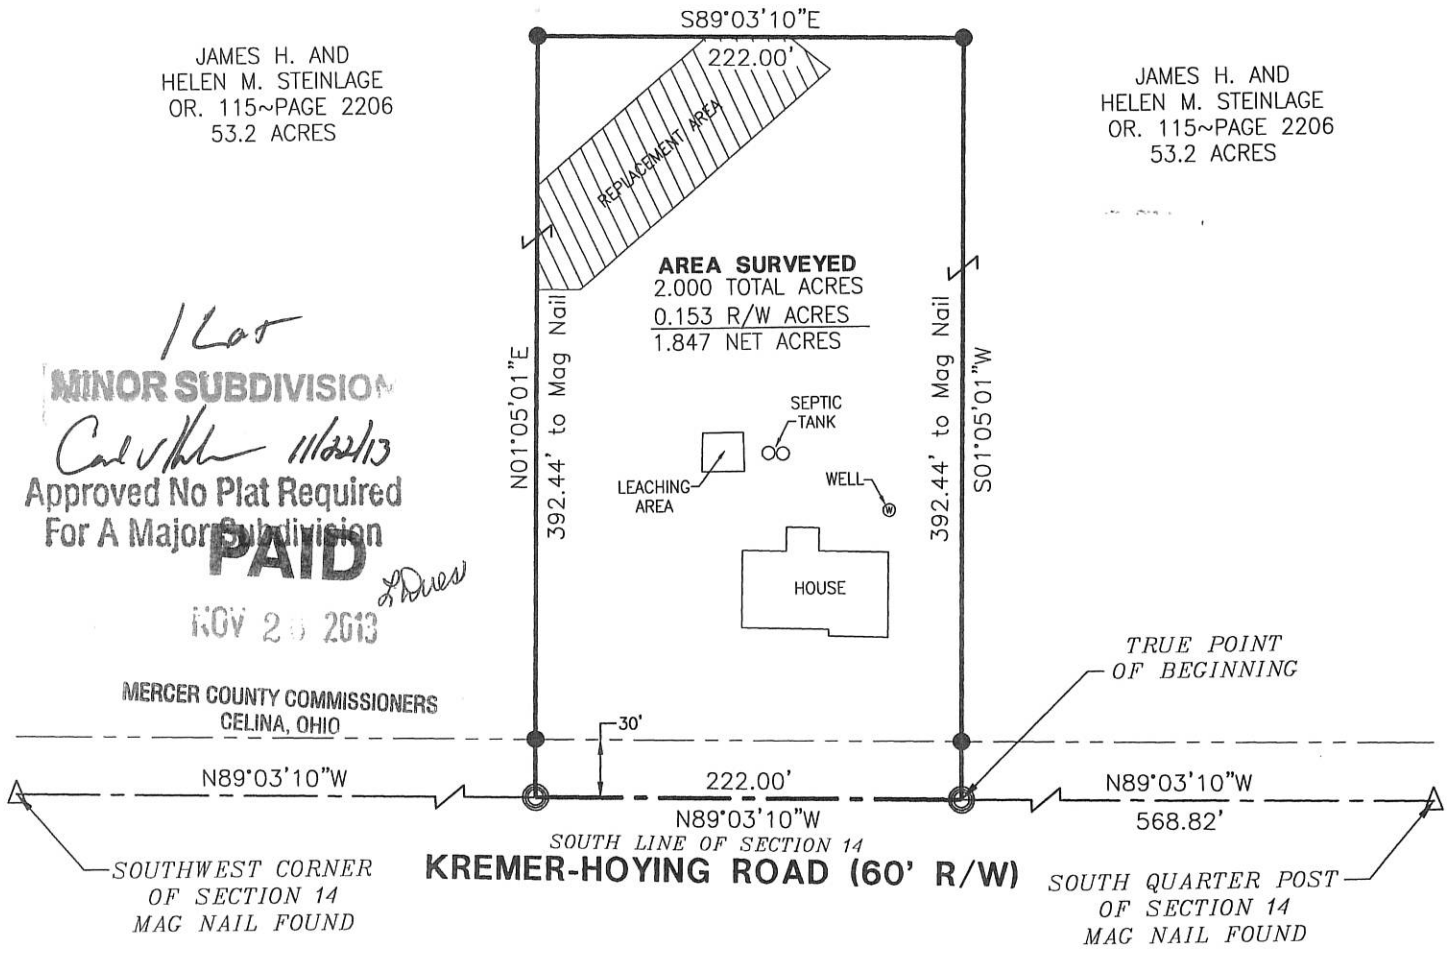 S89°03'10"E
222.00'
JAMES H. AND
HELEN M. STEINLAGE
OR. 115~PAGE 2206
53.2 ACRES
JAMES H. AND
HELEN M. STEINLAGE
OR. 115~PAGE 2206
53.2 ACRES
REPLACEMENT AREA
AREA SURVEYED
2.000 TOTAL ACRES
0.153 R/W ACRES
1.847 NET ACRES
N01°05'01"E
392.44' to Mag Nail
392.44' to Mag Nail
S01°05'01"W
1 Lot
MINOR SUBDIVISION
11/22/13
Approved No Plat Required
For A Major Subdivision
PAID
NOV 2 2013
MERCER COUNTY COMMISSIONERS
CELINA, OHIO
SEPTIC
TANK
LEACHING
AREA
WELL
W
HOUSE
TRUE POINT
OF BEGINNING
30'
N89°03'10"W
222.00'
N89°03'10"W
N89°03'10"W
568.82'
SOUTH LINE OF SECTION 14
KREMER-HOYING ROAD (60' R/W)
SOUTHWEST CORNER
OF SECTION 14
MAG NAIL FOUND
SOUTH QUARTER POST
OF SECTION 14
MAG NAIL FOUND